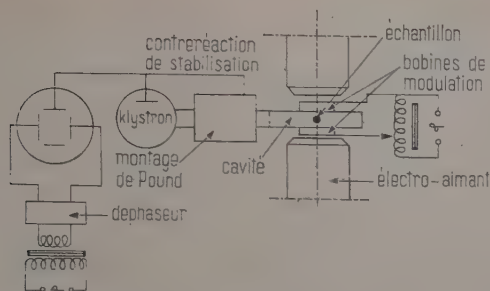 échantillon
contreréaction
de stabilisation
bobines de
modulation
klystron
montage
de Pound
cavité
électro-aimant
déphaseur